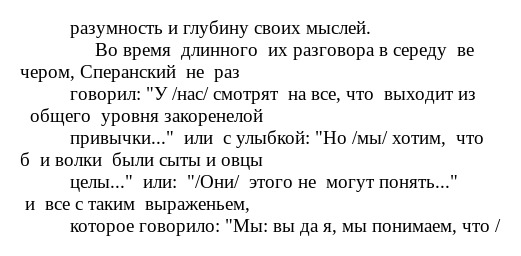 разумность и глубину своих мыслей.
Во время длинного их разговора в середу ве
чером, Сперанский не раз
говорил: "У /нас/ смотрят на все, что выходит из
общего уровня закоренелой
привычки..." или с улыбкой: "Но /мы/ хотим, что
б и волки были сыты и овцы
целы..." или: "/Они/ этого не могут понять..."
и все с таким выраженьем,
которое говорило: "Мы: вы да я, мы понимаем, что /